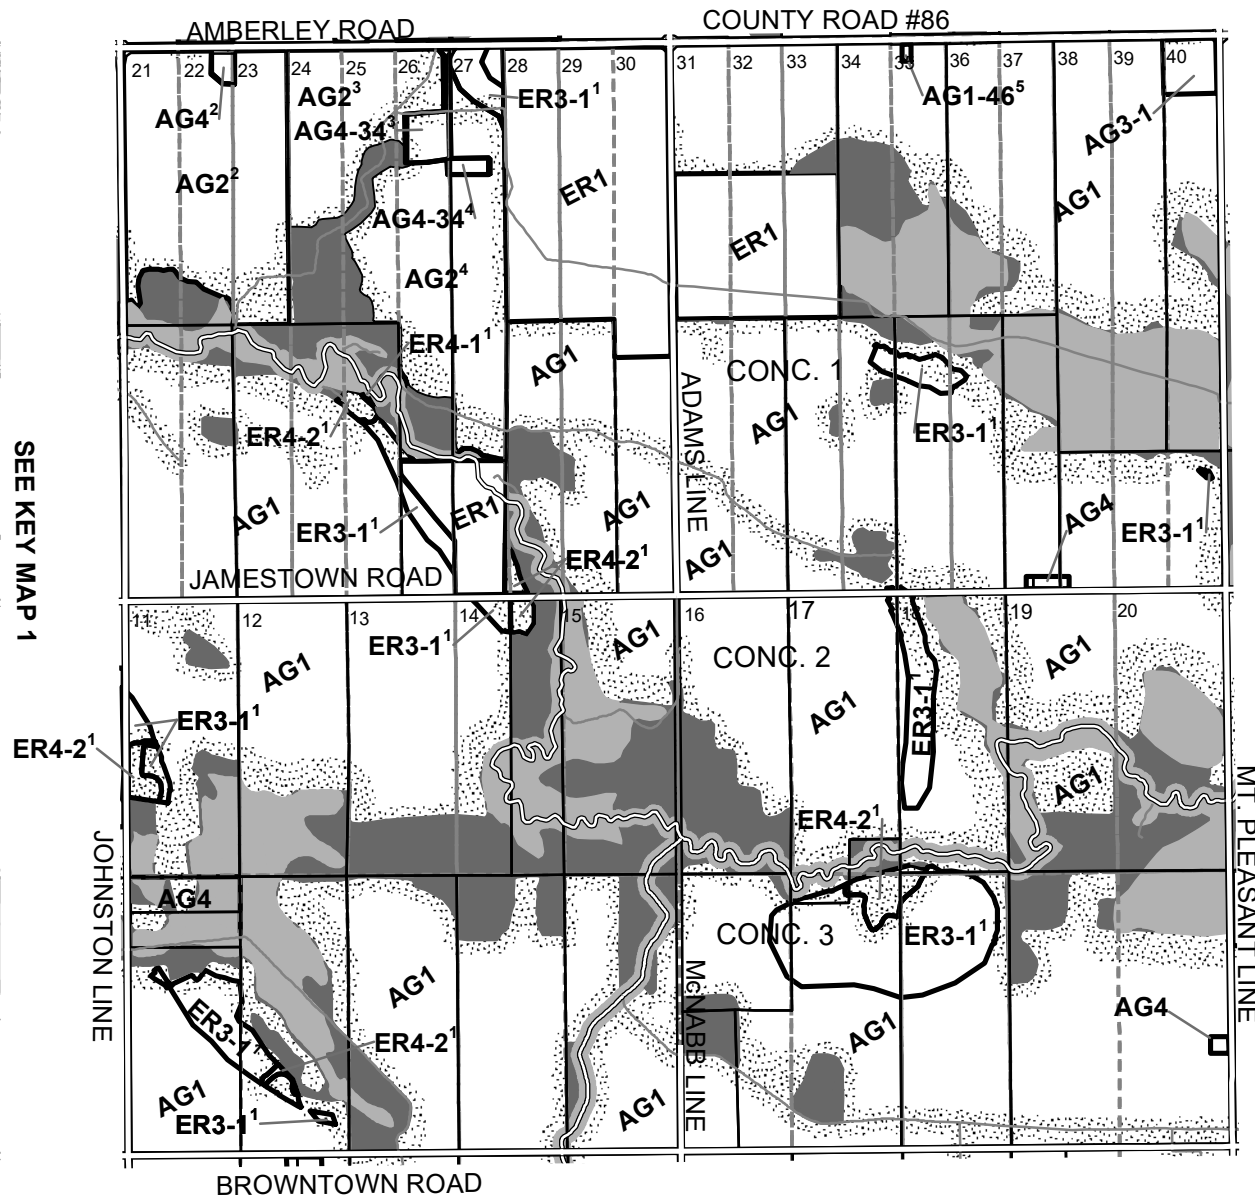 AMBERLEY ROAD
COUNTY ROAD #86
21 22 23 24 25 26 27 28 29 30 31 32 33 34 35 36 37 38 39 40
AG4²
AG2³
AG4-34³
ER3-1¹
AG1-46⁵
AG3-1
AG2²
ER1
AG1
AG4-34⁴
ER1
AG2⁴
ER4-1¹
AG1
CONC. 1
AG1
ER3-1¹
ER4-2¹
ADAMS LINE
SEE KEY MAP 1
AG1
ER3-1¹
ER1
AG1
AG1
AG4
ER3-1¹
ER4-2¹
JAMESTOWN ROAD
11 12 13 14 15 16 17 18 19 20
ER3-1¹
AG1
AG1
CONC. 2
AG1
AG1
ER3-1¹
ER3-1¹
ER4-2¹
AG1
ER4-2¹
MT. PLEASANT LINE
JOHNSTON LINE
AG4
CONC. 3
ER3-1¹
AG1
McNABB LINE
AG4
ER3-1¹
ER4-2¹
AG1
AG1
ER3-1¹
AG1
BROWNTOWN ROAD